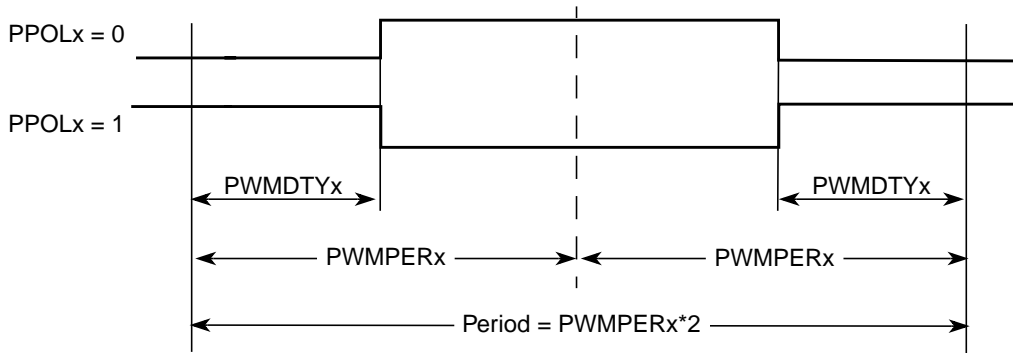 PPOLx = 0
PPOLx = 1
PWMDTYx
PWMDTYx
PWMPERx
PWMPERx
Period = PWMPERx*2